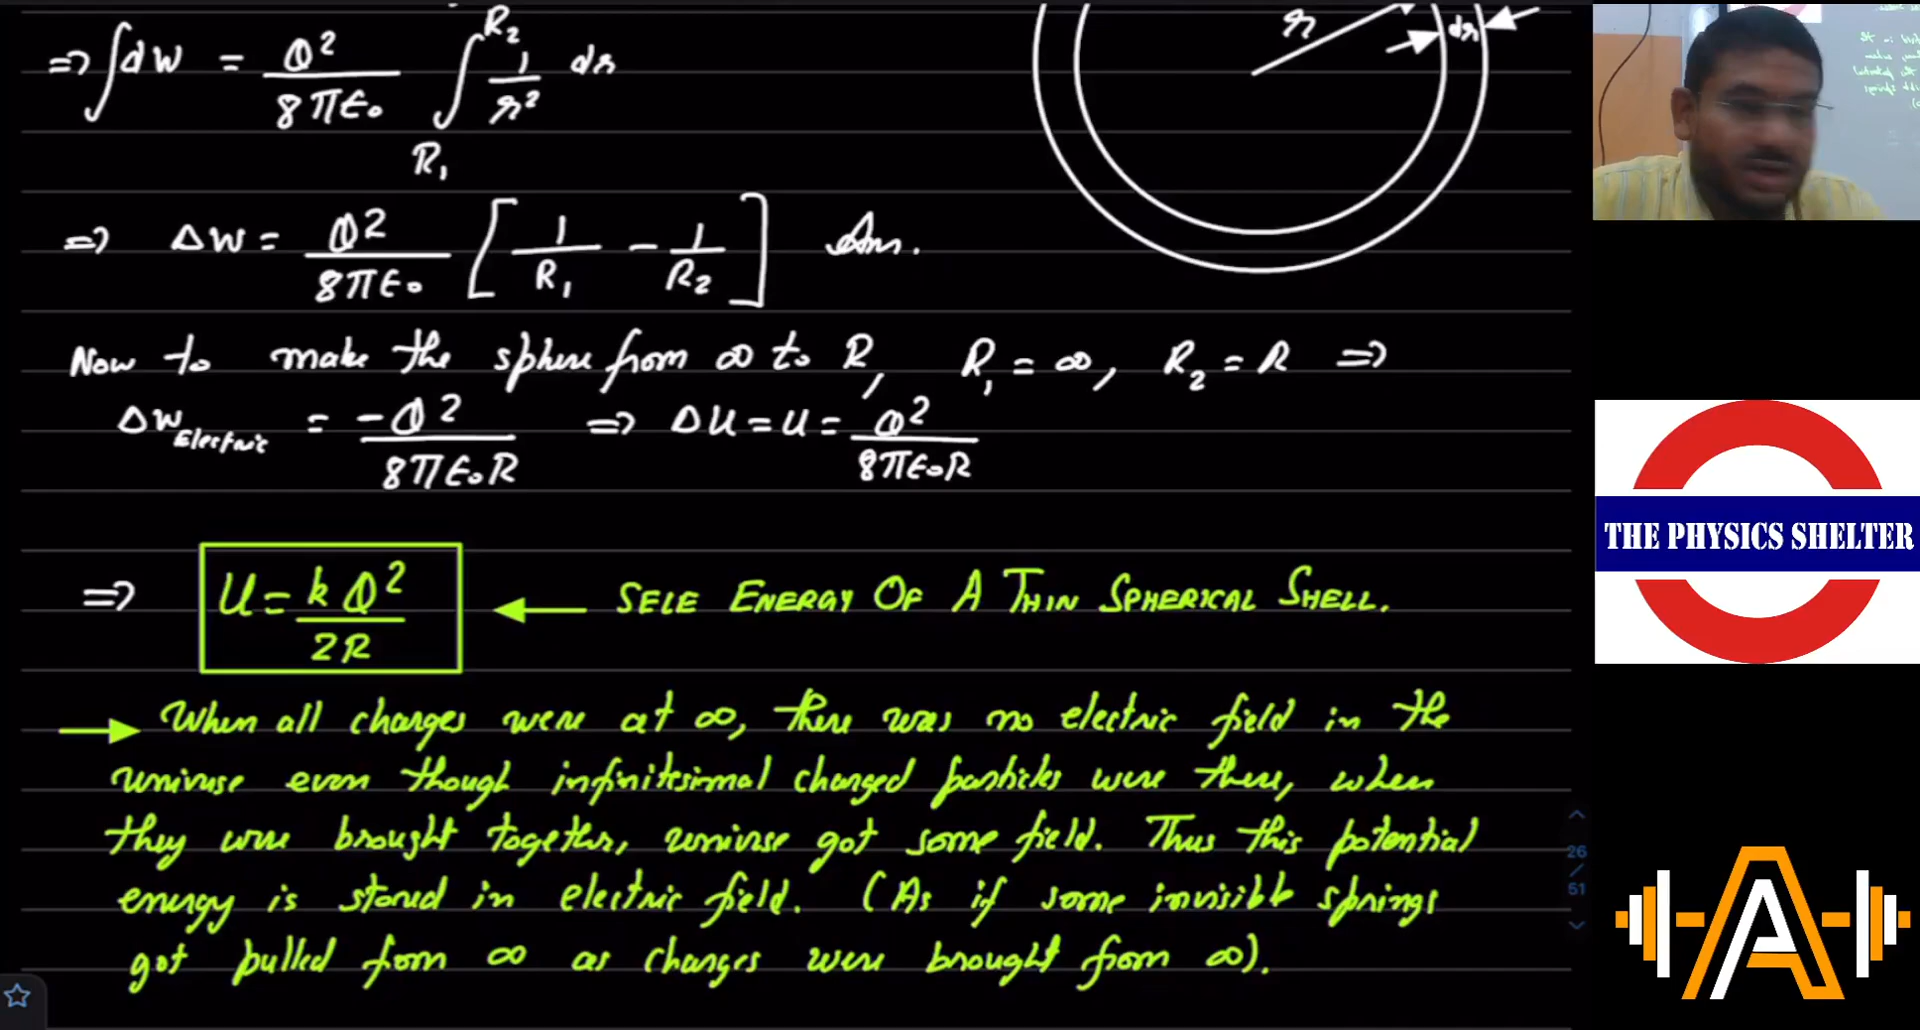 => ∫dW = Q²/8πε₀ ∫_{R₁}^{R₂} 1/r² dr
r
dr
=> ΔW = Q²/8πε₀ [1/R₁ - 1/R₂] Ans.
Now to make the sphere from ∞ to R, R₁ = ∞, R₂ = R =>
ΔW_Electric = -Q²/8πε₀R => ΔU = U = Q²/8πε₀R
THE PHYSICS SHELTER
=> U = kQ²/2R ← SELF ENERGY OF A THIN SPHERICAL SHELL.
→ When all charges were at ∞, there was no electric field in the
universe even though infinitesimal charged particles were there, when
they were brought together, universe got some field. Thus this potential
energy is stored in electric field. (As if some invisible springs
got pulled from ∞ as charges were brought from ∞).
26
/
51
A